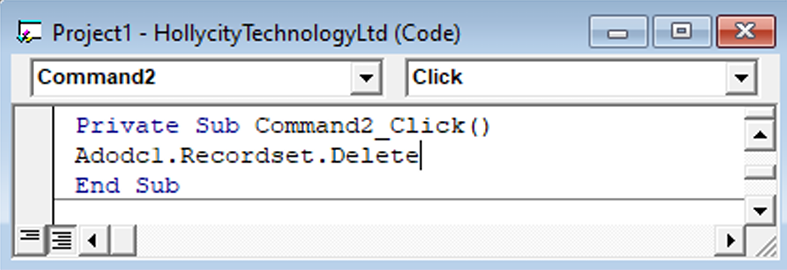 Project1 - HollycityTechnologyLtd (Code)
Command2 Click
Private Sub Command2_Click()
Adodc1.Recordset.Delete
End Sub